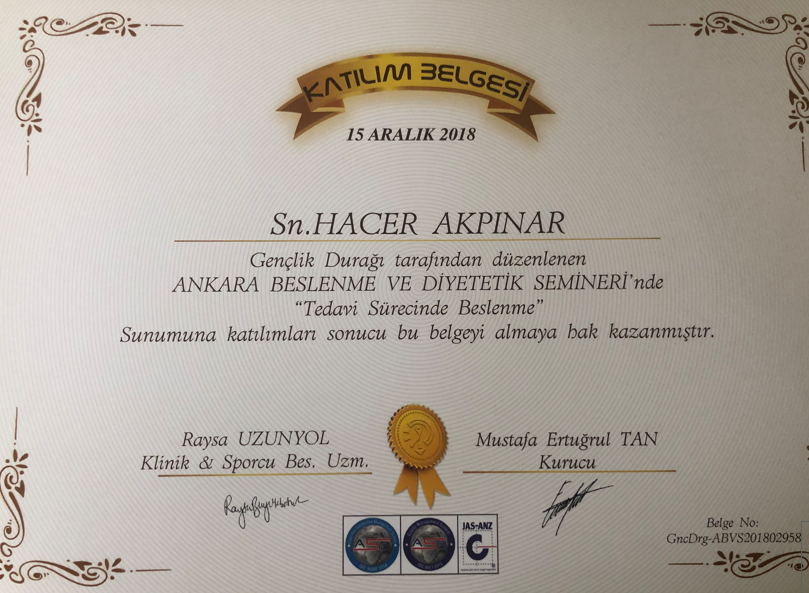 KATILIM BELGESİ
15 ARALIK 2018
Sn.HACER AKPINAR
Gençlik Durağı tarafından düzenlenen
ANKARA BESLENME VE DİYETETİK SEMİNERİ'nde
“Tedavi Sürecinde Beslenme”
Sunumuna katılımları sonucu bu belgeyi almaya hak kazanmıştır.
Raysa UZUNYOL
Klinik & Sporcu Bes. Uzm.
Mustafa Ertuğrul TAN
Kurucu
JAS-ANZ
Belge No:
GncDrg-ABVS201802958